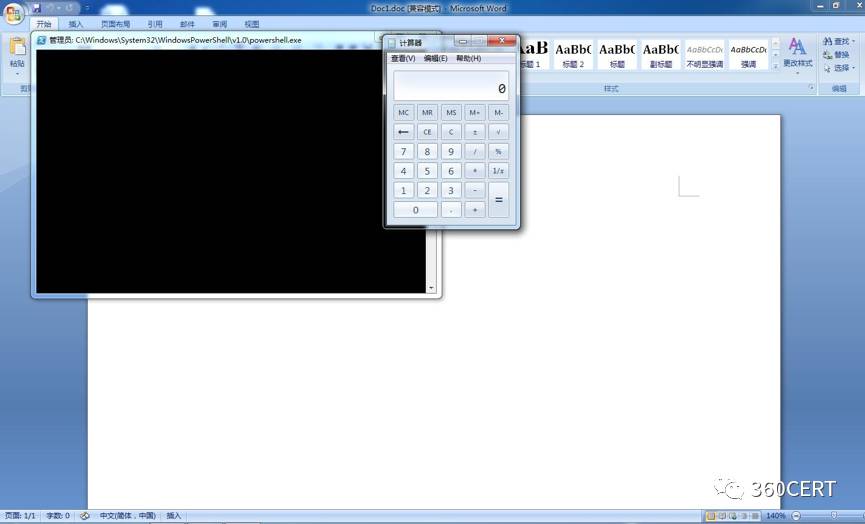 Doc1.doc [兼容模式] - Microsoft Word
开始 插入 页面布局 引用 邮件 审阅 视图
管理员: C:\Windows\System32\WindowsPowerShell\v1.0\powershell.exe
计算器
查看(V) 编辑(E) 帮助(H)
0
MC MR MS M+ M-
← CE C ± √
7 8 9 / %
4 5 6 * 1/x
1 2 3 - =
0 . +
粘贴
AaB AaBbC AaBbC AaBbC AaBbCcDc AaBbCcDc
标题 1 标题 2 标题 副标题 不明显强调 强调
更改样式
查找
替换
选择
样式
编辑
360CERT
页面: 1/1 字数: 0 中文(简体，中国) 插入 140%